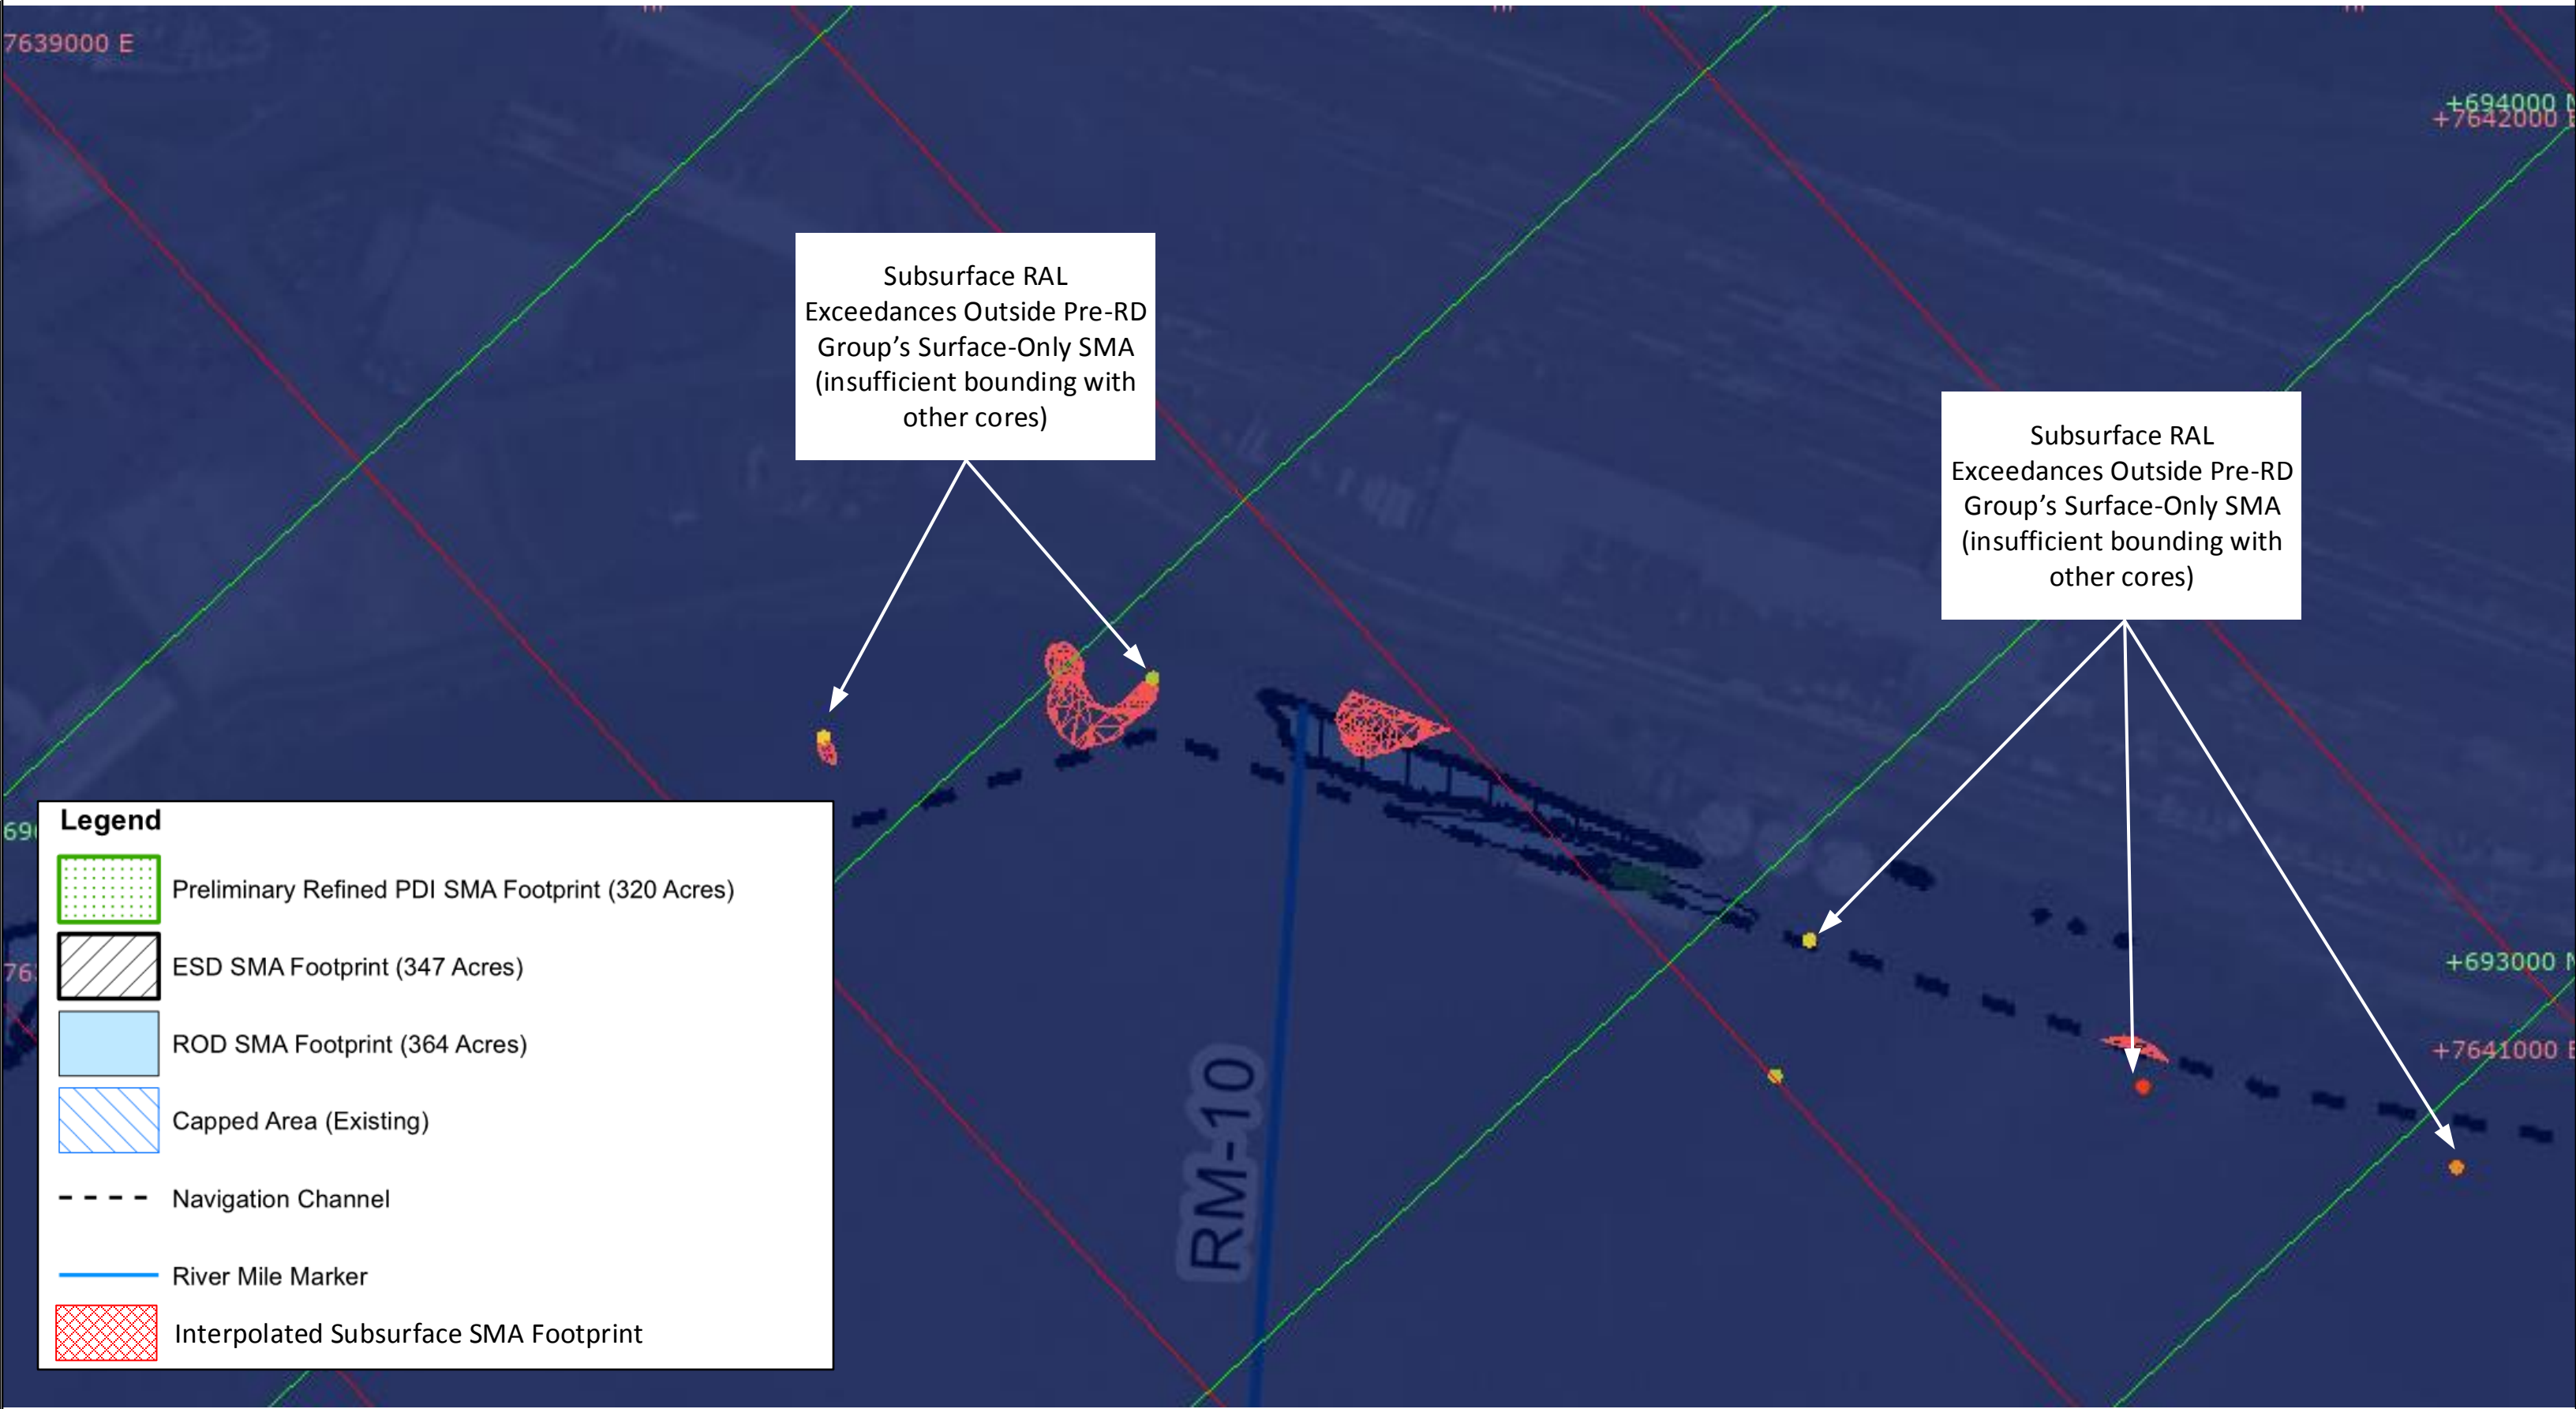 7639000 E
+694000 N
+7642000 E
Subsurface RAL
Exceedances Outside Pre-RD
Group’s Surface-Only SMA
(insufficient bounding with
other cores)
Subsurface RAL
Exceedances Outside Pre-RD
Group’s Surface-Only SMA
(insufficient bounding with
other cores)
Legend
Preliminary Refined PDI SMA Footprint (320 Acres)
ESD SMA Footprint (347 Acres)
ROD SMA Footprint (364 Acres)
Capped Area (Existing)
Navigation Channel
River Mile Marker
Interpolated Subsurface SMA Footprint
RM-10
+693000 N
+7641000 E